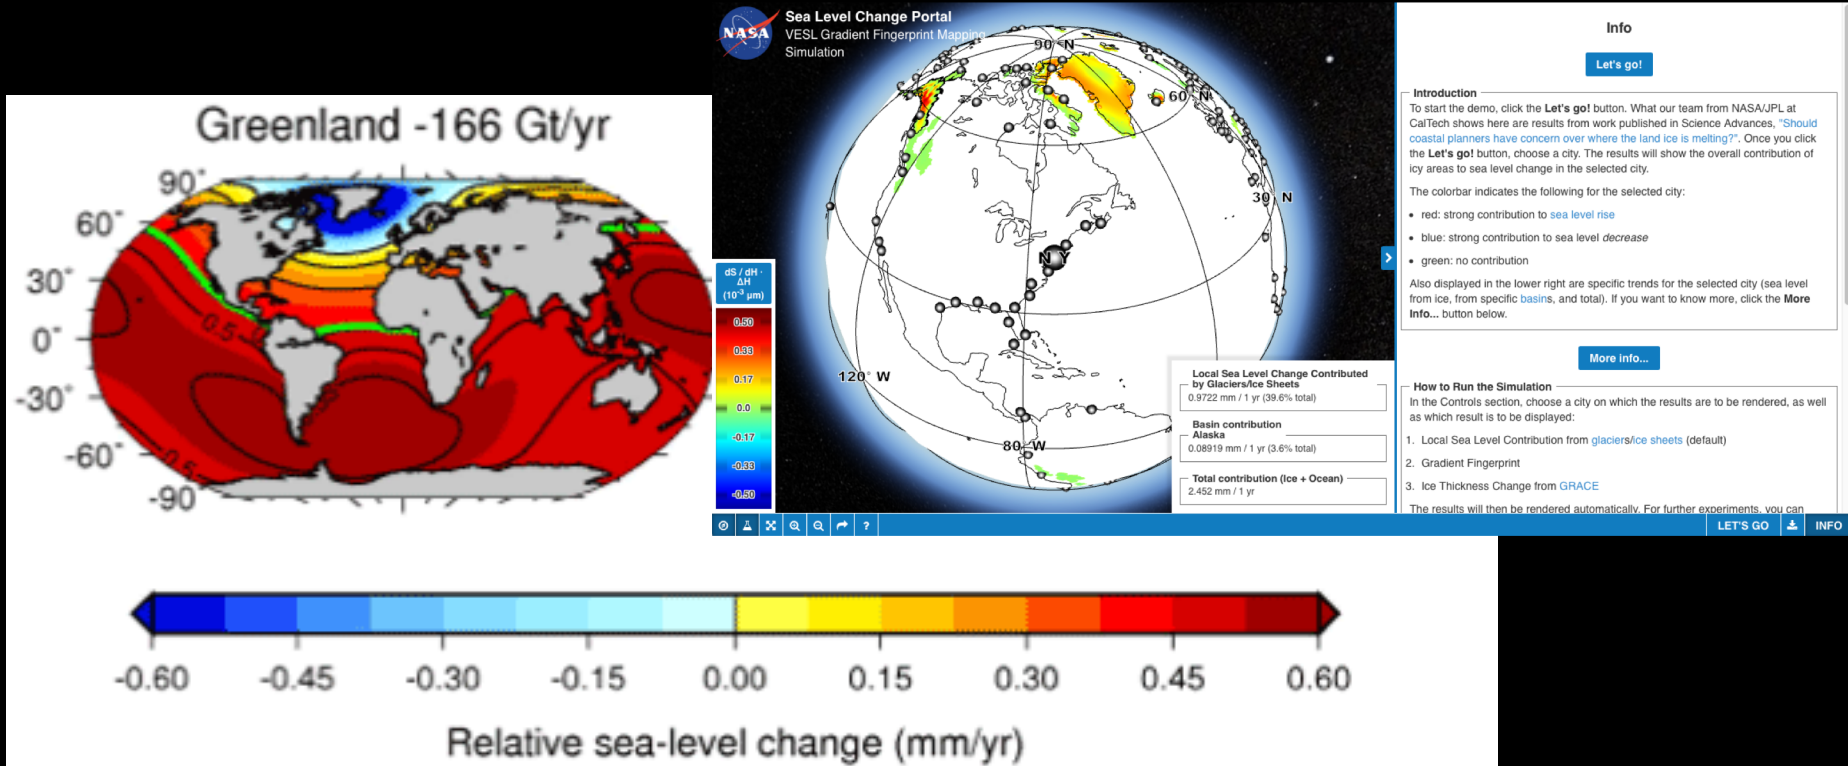 Greenland -166 Gt/yr
90°
60°
30°
0°
-30°
-60°
-90°
0.5
0.5
NASA
Sea Level Change Portal
VESL Gradient Fingerprint Mapping
Simulation
90° N
60° N
30° N
N Y
120° W
80° W
dS / dH ·
ΔH
(10⁻³ μm)
0.50
0.33
0.17
0.0
-0.17
-0.33
-0.50
Local Sea Level Change Contributed
by Glaciers/Ice Sheets
0.9722 mm / 1 yr (39.6% total)
Basin contribution
Alaska
0.08919 mm / 1 yr (3.6% total)
Total contribution (Ice + Ocean)
2.452 mm / 1 yr
Info
Let's go!
Introduction
To start the demo, click the Let's go! button. What our team from NASA/JPL at
CalTech shows here are results from work published in Science Advances, "Should
coastal planners have concern over where the land ice is melting?". Once you click
the Let's go! button, choose a city. The results will show the overall contribution of
icy areas to sea level change in the selected city.
The colorbar indicates the following for the selected city:
• red: strong contribution to sea level rise
• blue: strong contribution to sea level decrease
• green: no contribution
Also displayed in the lower right are specific trends for the selected city (sea level
from ice, from specific basins, and total). If you want to know more, click the More
Info... button below.
More info...
How to Run the Simulation
In the Controls section, choose a city on which the results are to be rendered, as well
as which result is to be displayed:
1. Local Sea Level Contribution from glaciers/ice sheets (default)
2. Gradient Fingerprint
3. Ice Thickness Change from GRACE
The results will then be rendered automatically. For further experiments, you can
?
LET'S GO
INFO
-0.60
-0.45
-0.30
-0.15
0.00
0.15
0.30
0.45
0.60
Relative sea-level change (mm/yr)